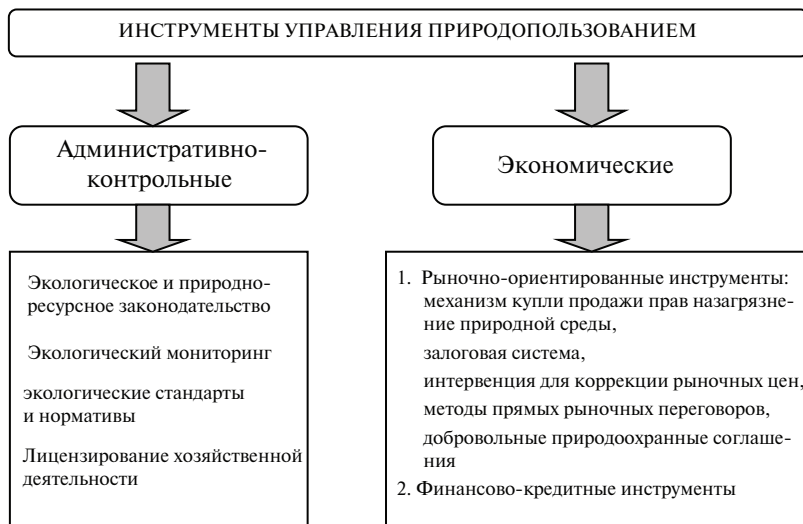 ИНСТРУМЕНТЫ УПРАВЛЕНИЯ ПРИРОДОПОЛЬЗОВАНИЕМ
Административно-
контрольные
Экологическое и природно-
ресурсное законодательство
Экологический мониторинг
экологические стандарты
и нормативы
Лицензирование хозяйственной
деятельности
Экономические
1. Рыночно-ориентированные инструменты:
механизм купли продажи прав назагрязне-
ние природной среды,
залоговая система,
интервенция для коррекции рыночных цен,
методы прямых рыночных переговоров,
добровольные природоохранные соглаше-
ния
2. Финансово-кредитные инструменты